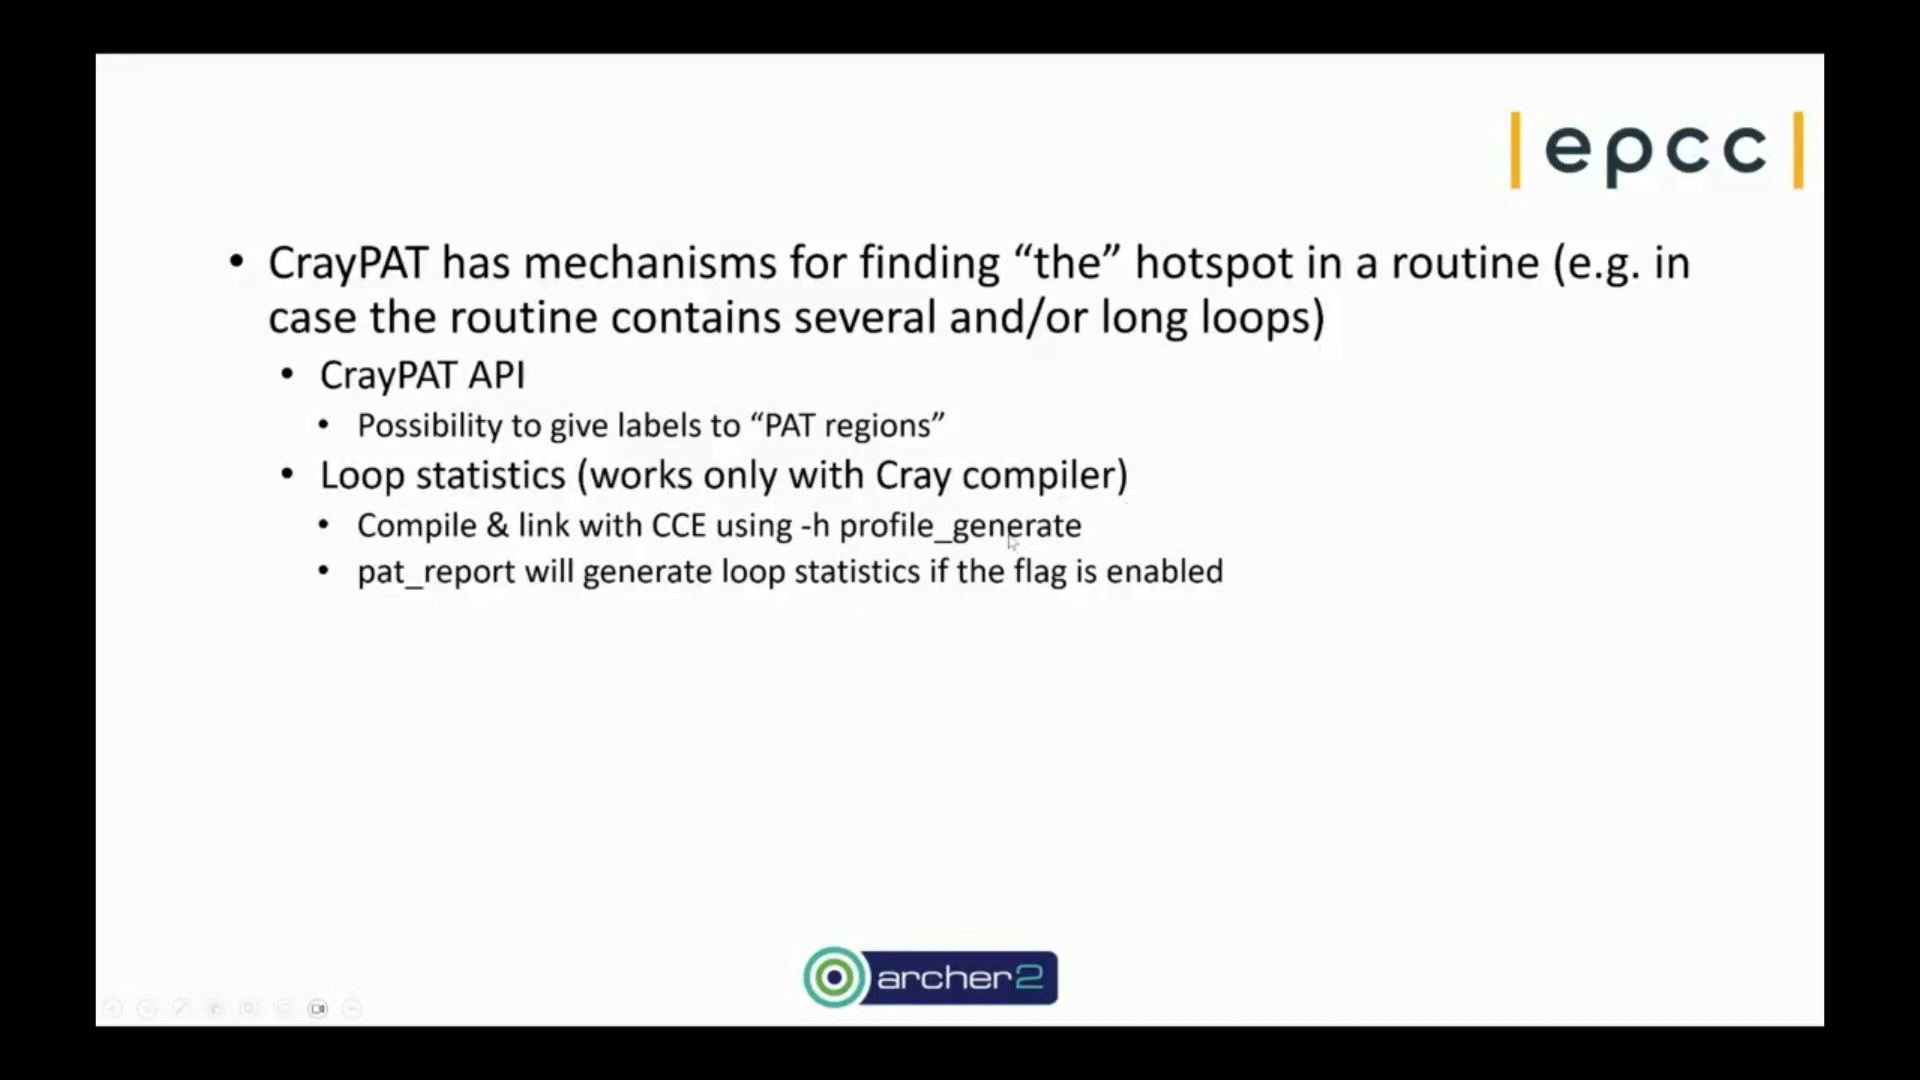 |epcc|
• CrayPAT has mechanisms for finding “the” hotspot in a routine (e.g. in
case the routine contains several and/or long loops)
• CrayPAT API
• Possibility to give labels to “PAT regions”
• Loop statistics (works only with Cray compiler)
• Compile & link with CCE using -h profile_generate
• pat_report will generate loop statistics if the flag is enabled
archer2